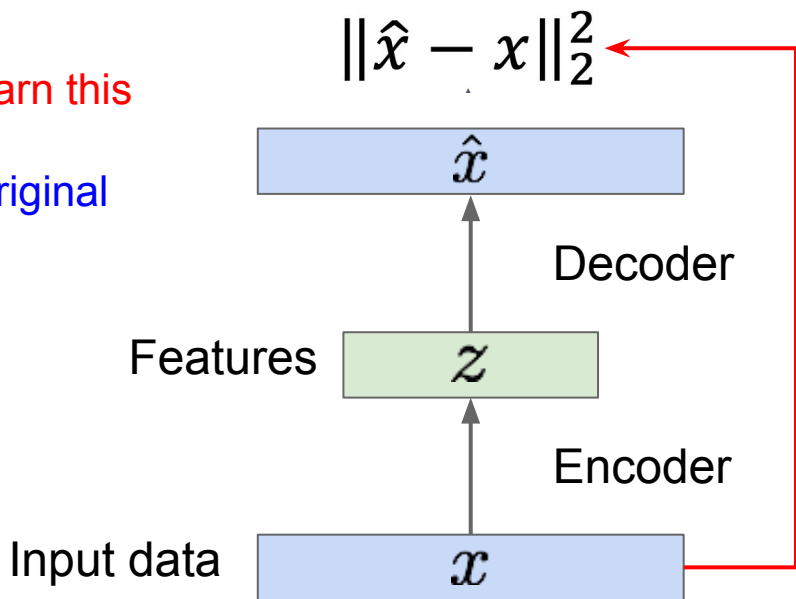 ‖x̂ − x‖₂²
arn this
x̂
riginal
Decoder
Features
z
Encoder
Input data
x